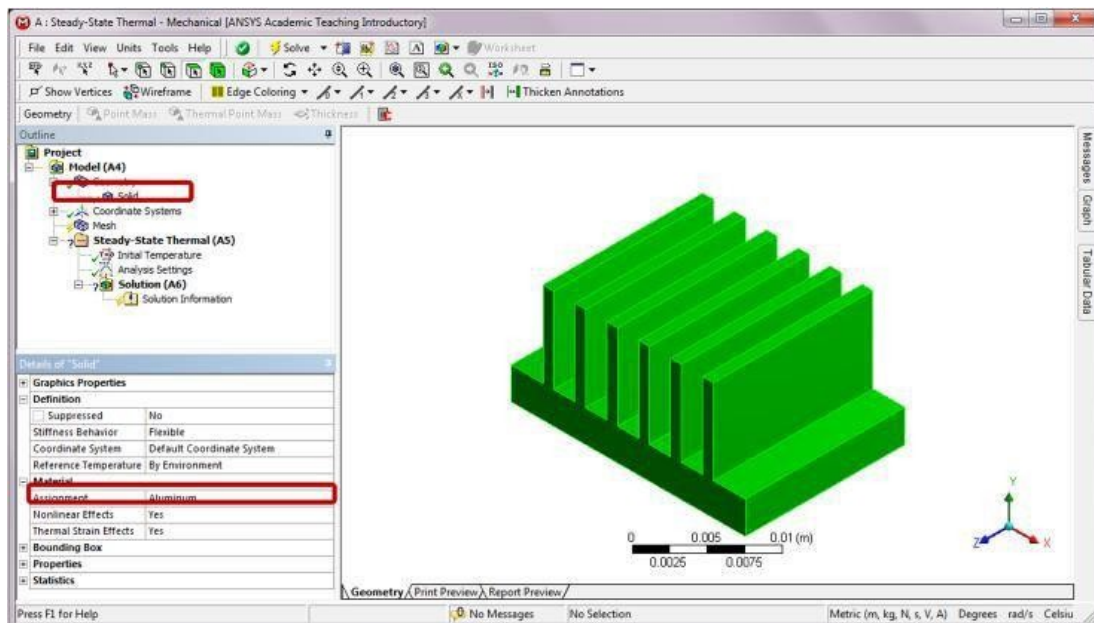 A : Steady-State Thermal - Mechanical [ANSYS Academic Teaching Introductory]
File Edit View Units Tools Help Solve Worksheet
Show Vertices Wireframe Edge Coloring Thicken Annotations
Geometry Point Mass Thermal Point Mass Thickness
Outline
Project
Model (A4)
Geometry
Solid
Coordinate Systems
Mesh
Steady-State Thermal (A5)
Initial Temperature
Analysis Settings
Solution (A6)
Solution Information
Details of "Solid"
Graphics Properties
Definition
Suppressed No
Stiffness Behavior Flexible
Coordinate System Default Coordinate System
Reference Temperature By Environment
Material
Assignment Aluminum
Nonlinear Effects Yes
Thermal Strain Effects Yes
Bounding Box
Properties
Statistics
0 0.005 0.01 (m)
0.0025 0.0075
Y
Z X
Messages
Graph
Tabular Data
Geometry Print Preview Report Preview
Press F1 for Help No Messages No Selection Metric (m, kg, N, s, V, A) Degrees rad/s Celsiu